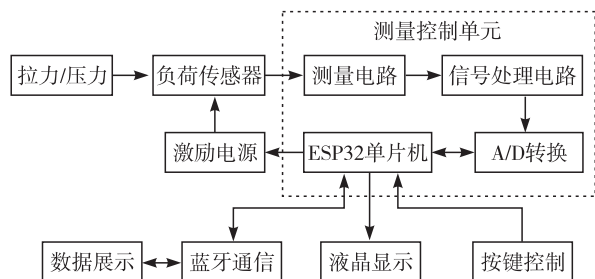 测量控制单元
拉力/压力
负荷传感器
测量电路
信号处理电路
激励电源
ESP32单片机
A/D转换
数据展示
蓝牙通信
液晶显示
按键控制